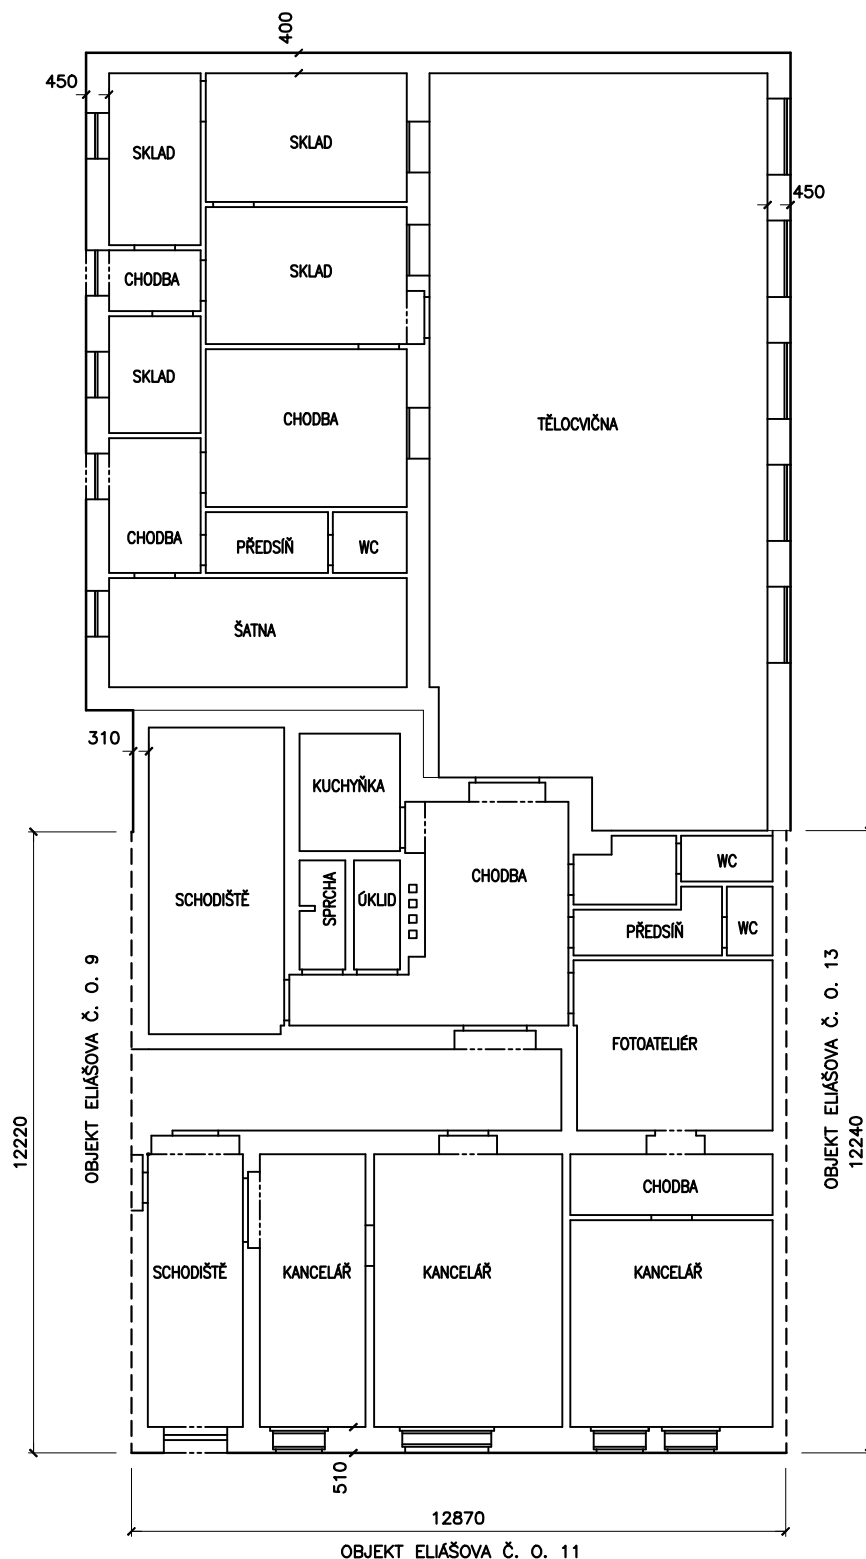 400
450
SKLAD
SKLAD
450
CHODBA
SKLAD
SKLAD
CHODBA
TĚLOCVIČNA
CHODBA
PŘEDSÍŇ
WC
ŠATNA
310
KUCHYŇKA
SCHODIŠTĚ
SPRCHA
ÚKLID
CHODBA
WC
PŘEDSÍŇ
WC
FOTOATELIÉR
OBJEKT ELIÁŠOVA Č. O. 9
OBJEKT ELIÁŠOVA Č. O. 13
12220
12240
CHODBA
SCHODIŠTĚ
KANCELÁŘ
KANCELÁŘ
KANCELÁŘ
510
12870
OBJEKT ELIÁŠOVA Č. O. 11